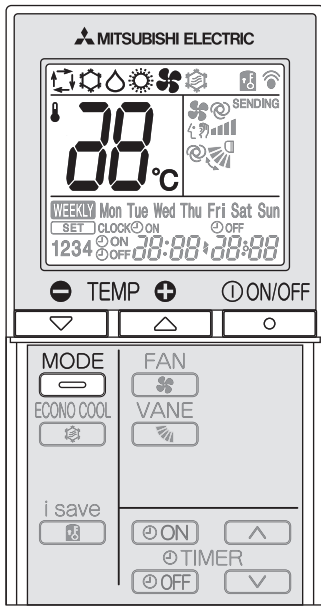 MITSUBISHI ELECTRIC
SENDING
88 °C
WEEKLY Mon Tue Wed Thu Fri Sat Sun
SET CLOCK ON OFF
1234 ON OFF 88:88 88:88
TEMP ON/OFF
MODE FAN
ECONO COOL VANE
i save
ON
TIMER
OFF